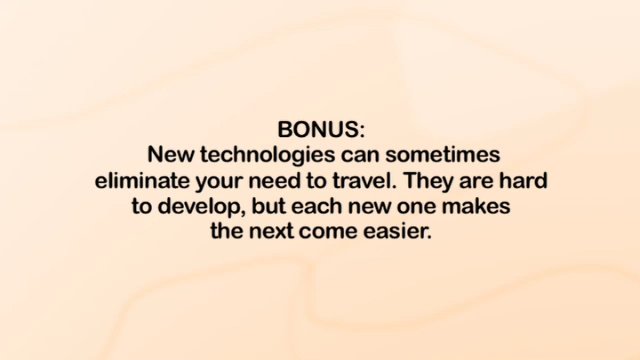 BONUS:
New technologies can sometimes
eliminate your need to travel. They are hard
to develop, but each new one makes
the next come easier.